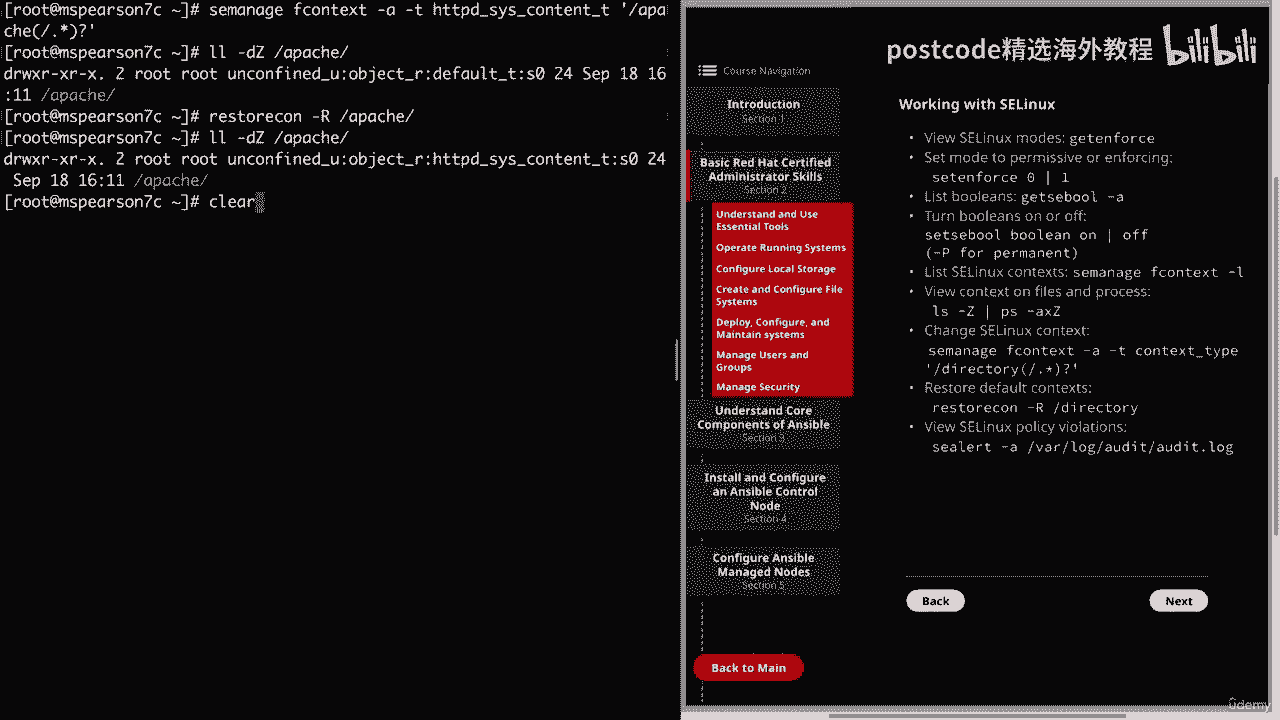 [root@mspearson7c ~]# semanage fcontext -a -t httpd_sys_content_t '/apa
che(/.*)?'
[root@mspearson7c ~]# ll -dZ /apache/
drwxr-xr-x. 2 root root unconfined_u:object_r:default_t:s0 24 Sep 18 16
:11 /apache/
[root@mspearson7c ~]# restorecon -R /apache/
[root@mspearson7c ~]# ll -dZ /apache/
drwxr-xr-x. 2 root root unconfined_u:object_r:httpd_sys_content_t:s0 24
Sep 18 16:11 /apache/
[root@mspearson7c ~]# clear
postcode精选海外教程 bilibili
Course Navigation
Introduction
Section 1
Basic Red Hat Certified
Administrator Skills
Section 2
Understand and Use
Essential Tools
Operate Running Systems
Configure Local Storage
Create and Configure File
Systems
Deploy, Configure, and
Maintain systems
Manage Users and
Groups
Manage Security
Understand Core
Components of Ansible
Section 3
Install and Configure
an Ansible Control
Node
Section 4
Configure Ansible
Managed Nodes
Section 5
Back to Main
Working with SELinux
• View SELinux modes: getenforce
• Set mode to permissive or enforcing:
setenforce 0 | 1
• List booleans: getsebool -a
• Turn booleans on or off:
setsebool boolean on | off
(-P for permanent)
• List SELinux contexts: semanage fcontext -l
• View context on files and process:
ls -Z | ps -axZ
• Change SELinux context:
semanage fcontext -a -t context_type
'/directory(/.*)?'
• Restore default contexts:
restorecon -R /directory
• View SELinux policy violations:
sealert -a /var/log/audit/audit.log
Back
Next
ûdemy